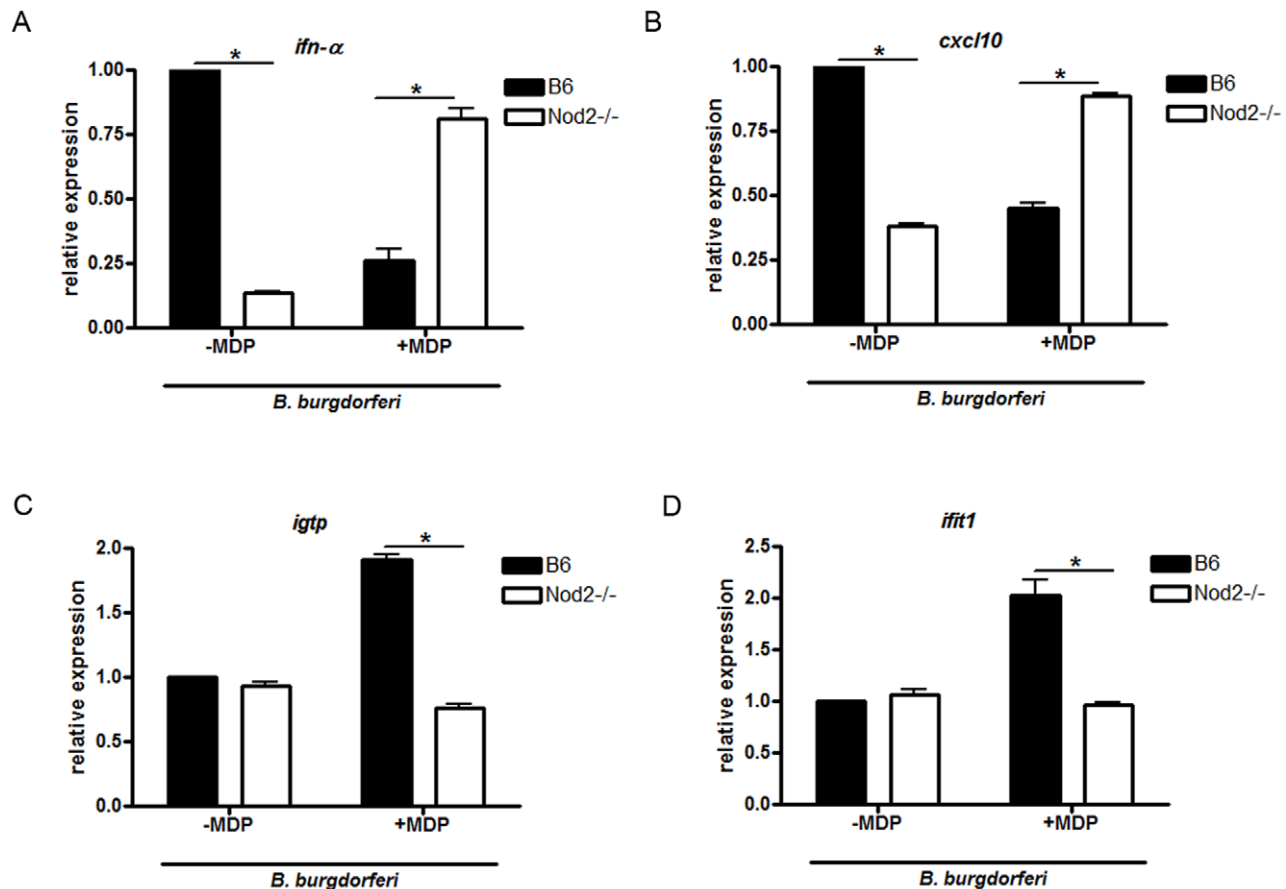 A
ifn-α
*
*
B6
Nod2-/-
relative expression
1.00
0.75
0.50
0.25
0.00
-MDP
+MDP
B. burgdorferi
B
cxcl10
*
*
B6
Nod2-/-
relative expression
1.00
0.75
0.50
0.25
0.00
-MDP
+MDP
B. burgdorferi
C
igtp
*
B6
Nod2-/-
relative expression
2.0
1.5
1.0
0.5
0.0
-MDP
+MDP
B. burgdorferi
D
ifit1
*
B6
Nod2-/-
relative expression
2.5
2.0
1.5
1.0
0.5
0.0
-MDP
+MDP
B. burgdorferi